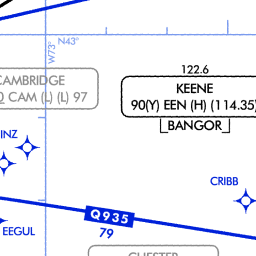 N43°
W73°
122.6
CAMBRIDGE
CAM (L) (L) 97
KEENE
90(Y) EEN (H) (114.35)
BANGOR
INZ
CRIBB
Q935
79
EEGUL
CHESTER